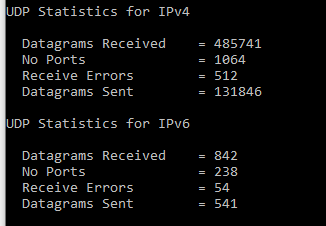 UDP Statistics for IPv4
Datagrams Received = 485741
No Ports = 1064
Receive Errors = 512
Datagrams Sent = 131846
UDP Statistics for IPv6
Datagrams Received = 842
No Ports = 238
Receive Errors = 54
Datagrams Sent = 541